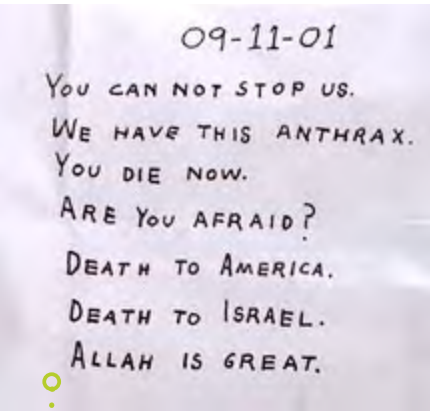 09-11-01
YOU CAN NOT STOP US.
WE HAVE THIS ANTHRAX.
YOU DIE NOW.
ARE YOU AFRAID?
DEATH TO AMERICA.
DEATH TO ISRAEL.
ALLAH IS GREAT.